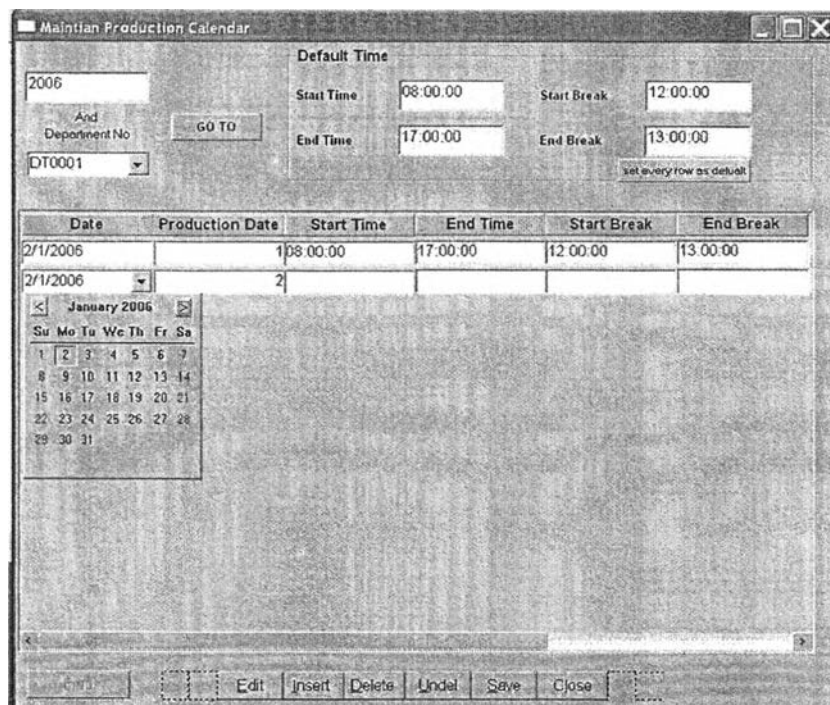 Maintian Production Calendar
Default Time
2006
And
Department No
DT0001
GO TO
Start Time 08:00:00 Start Break 12:00:00
End Time 17:00:00 End Break 13:00:00
set every row as defualt
Date Production Date Start Time End Time Start Break End Break
2/1/2006 1 08:00:00 17:00:00 12:00:00 13:00:00
2/1/2006 2
< January 2006 >
Su Mo Tu We Th Fr Sa
1 2 3 4 5 6 7
8 9 10 11 12 13 14
15 16 17 18 19 20 21
22 23 24 25 26 27 28
29 30 31
Edit Insert Delete Undel Save Close